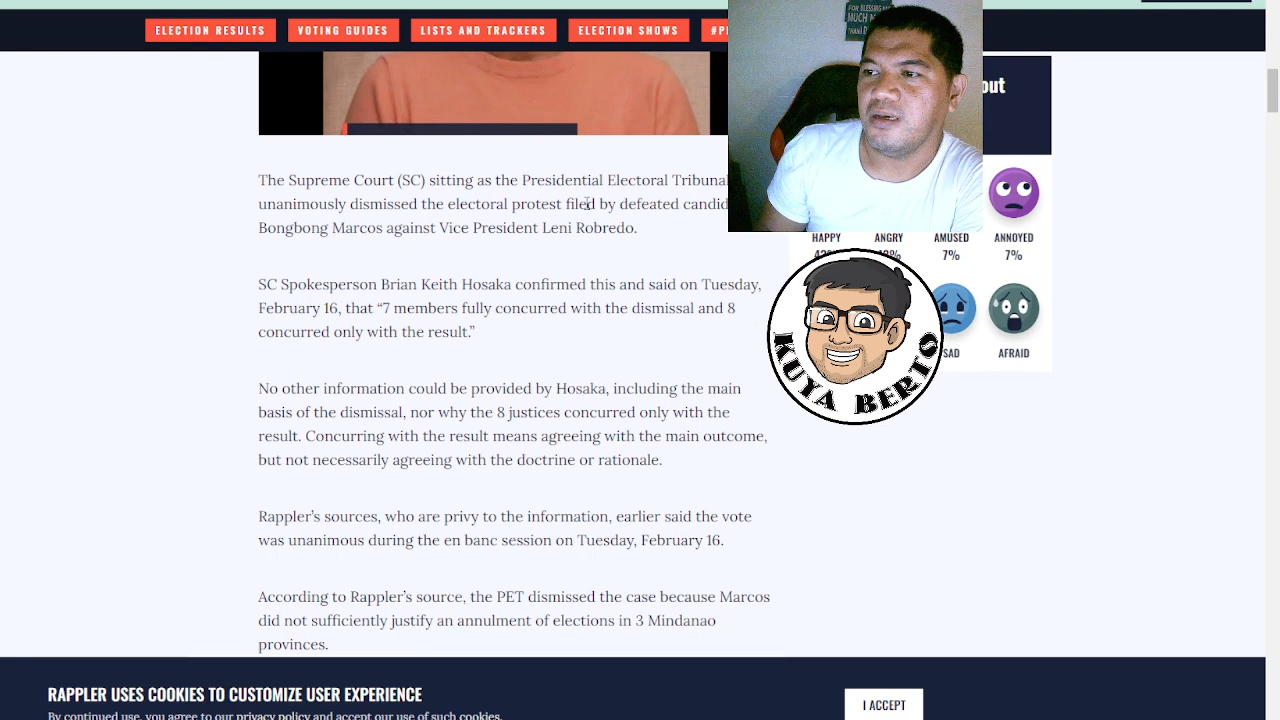 ELECTION RESULTS
VOTING GUIDES
LISTS AND TRACKERS
ELECTION SHOWS
FOR BLESSING
MUCH
out
The Supreme Court (SC) sitting as the Presidential Electoral Tribunal
unanimously dismissed the electoral protest filed by defeated
Bongbong Marcos against Vice President Leni Robredo.
SC Spokesperson Brian Keith Hosaka confirmed this and said on Tuesday,
February 16, that “7 members fully concurred with the dismissal and 8
concurred only with the result.”
No other information could be provided by Hosaka, including the main
basis of the dismissal, nor why the 8 justices concurred only with the
result. Concurring with the result means agreeing with the main outcome,
but not necessarily agreeing with the doctrine or rationale.
Rappler’s sources, who are privy to the information, earlier said the vote
was unanimous during the en banc session on Tuesday, February 16.
According to Rappler’s source, the PET dismissed the case because Marcos
did not sufficiently justify an annulment of elections in 3 Mindanao
provinces.
HAPPY ANGRY AMUSED ANNOYED
7% 7%
SAD AFRAID
KUYA BERTO
RAPPLER USES COOKIES TO CUSTOMIZE USER EXPERIENCE
By continued use, you agree to our privacy policy and accept our use of such cookies.
I ACCEPT